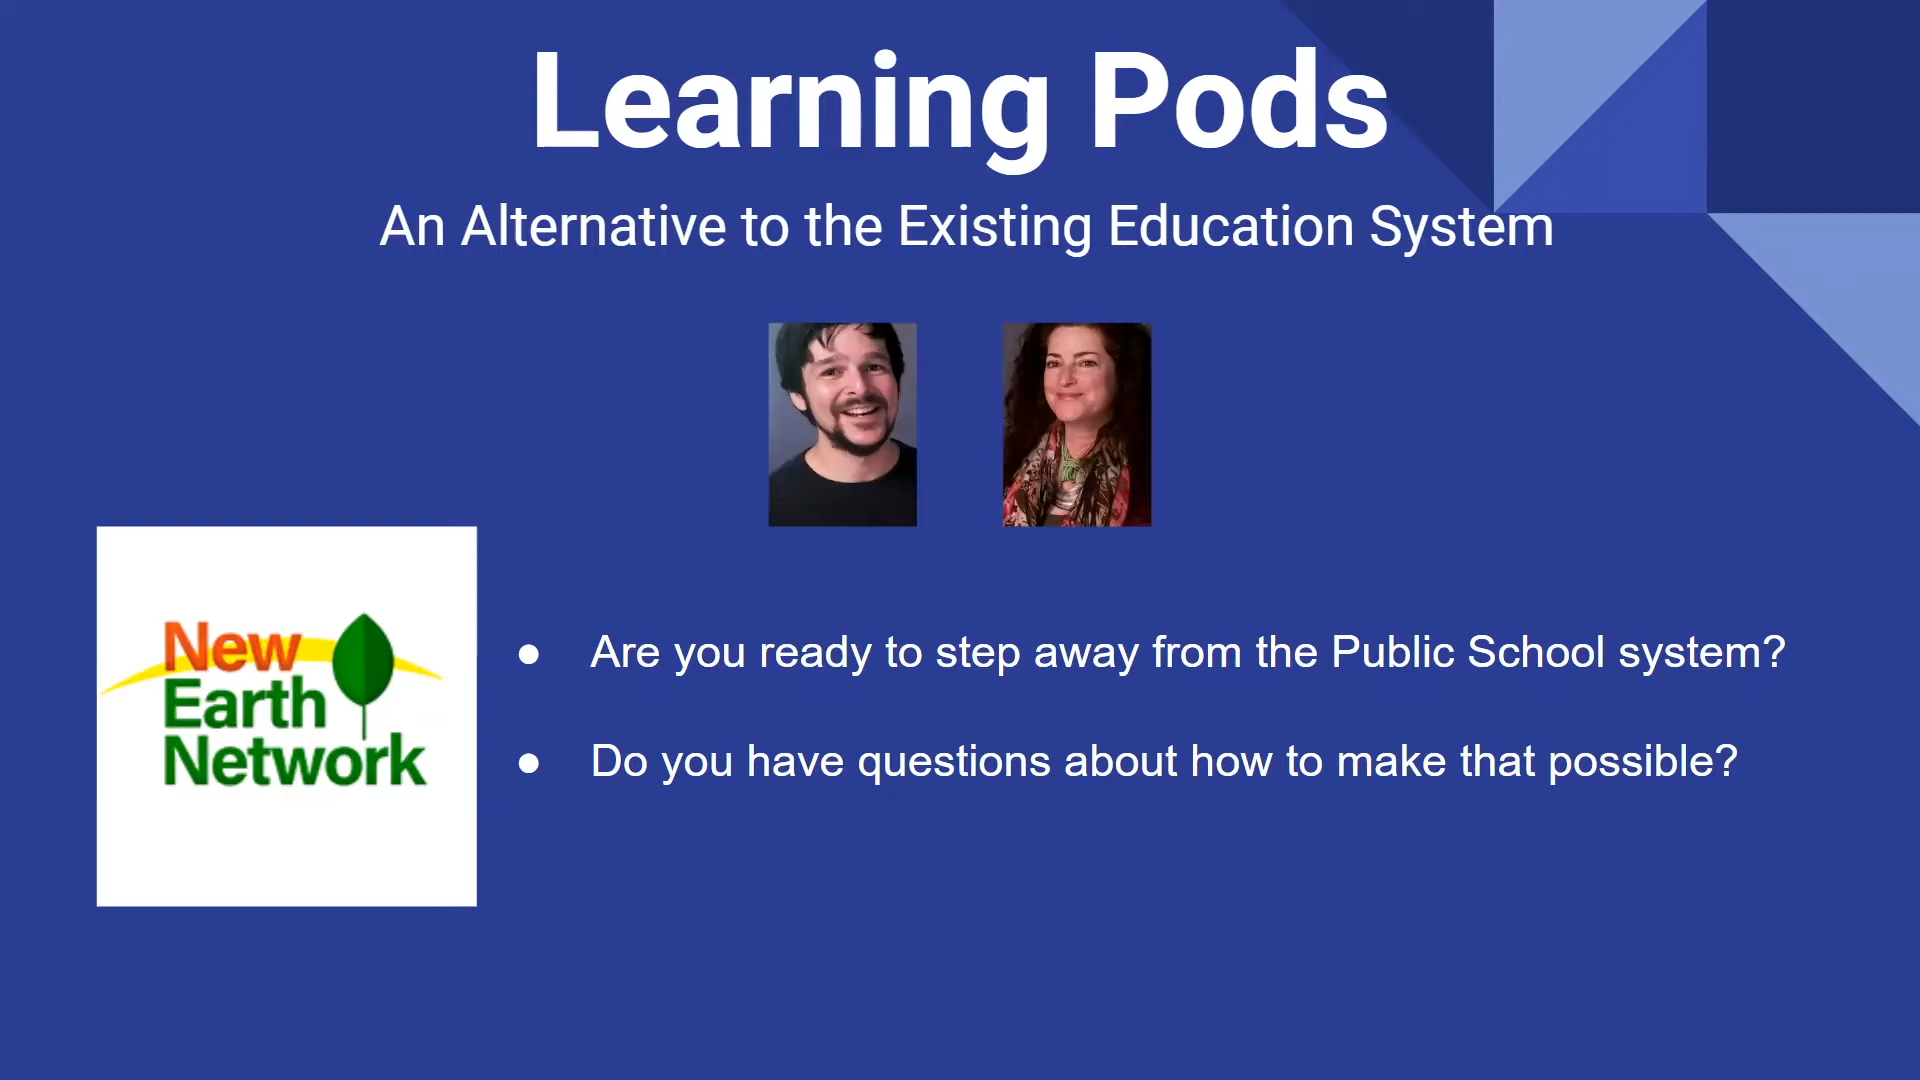 Learning Pods
An Alternative to the Existing Education System
New
Earth
Network
● Are you ready to step away from the Public School system?
● Do you have questions about how to make that possible?